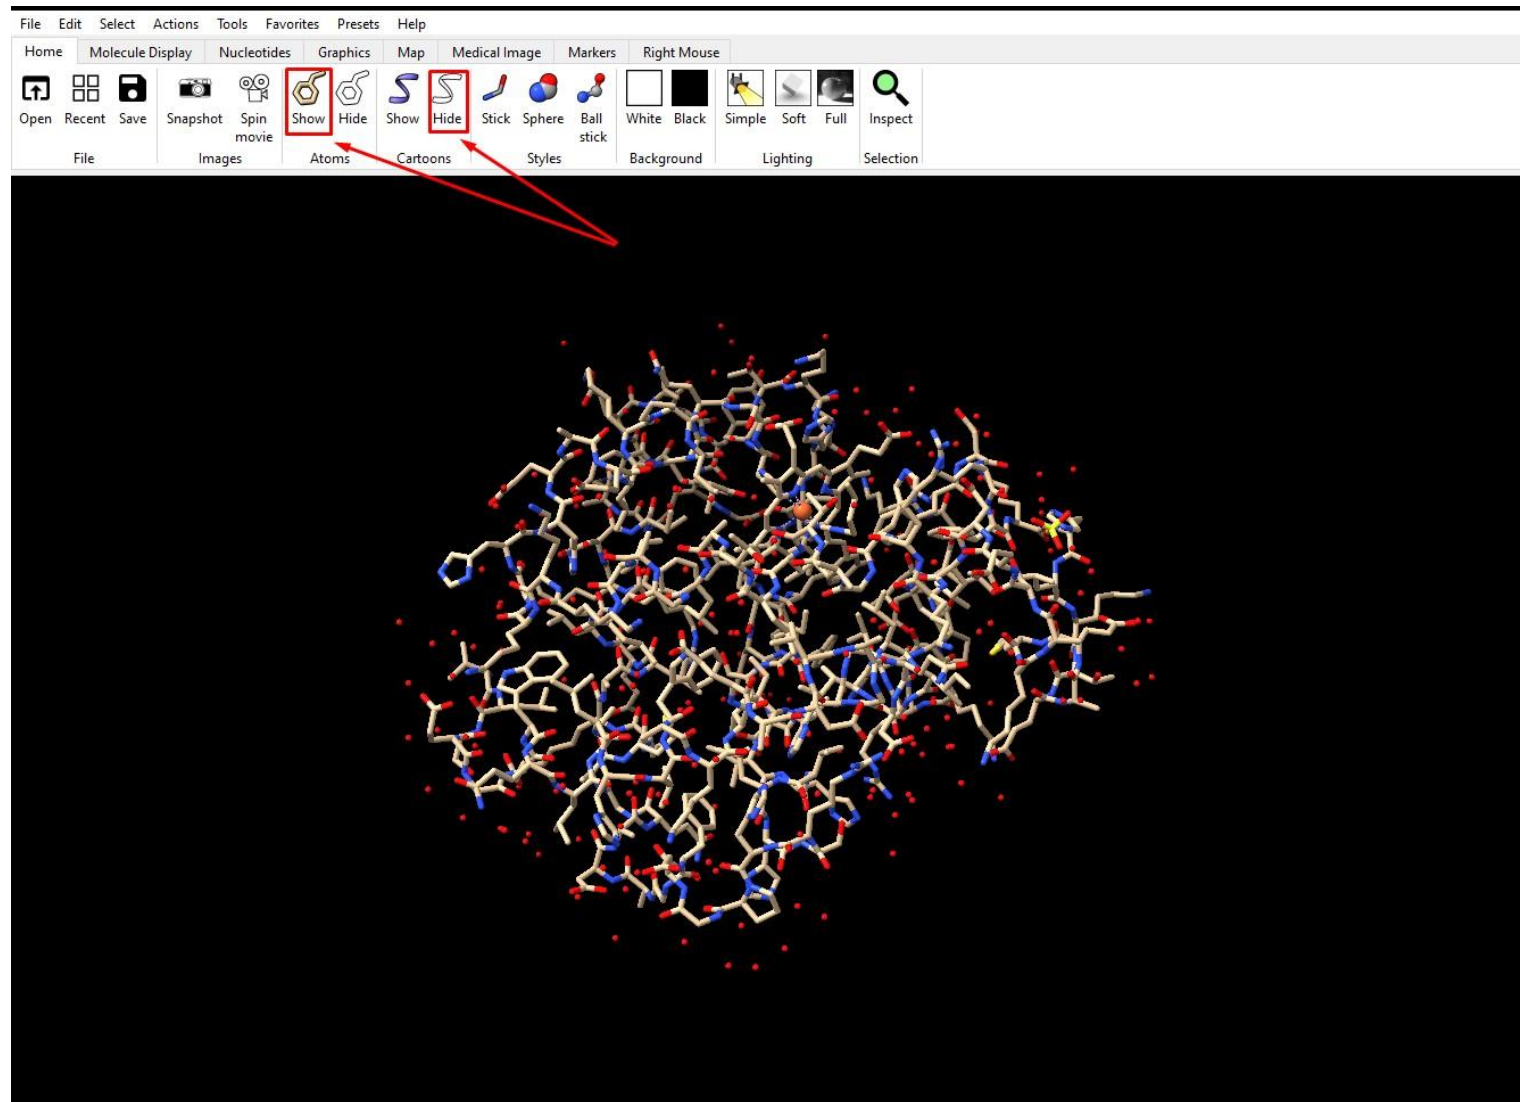 File Edit Select Actions Tools Favorites Presets Help
Home Molecule Display Nucleotides Graphics Map Medical Image Markers Right Mouse
Open Recent Save Snapshot Spin movie Show Hide Show Hide Stick Sphere Ball stick White Black Simple Soft Full Inspect
File Images Atoms Cartoons Styles Background Lighting Selection